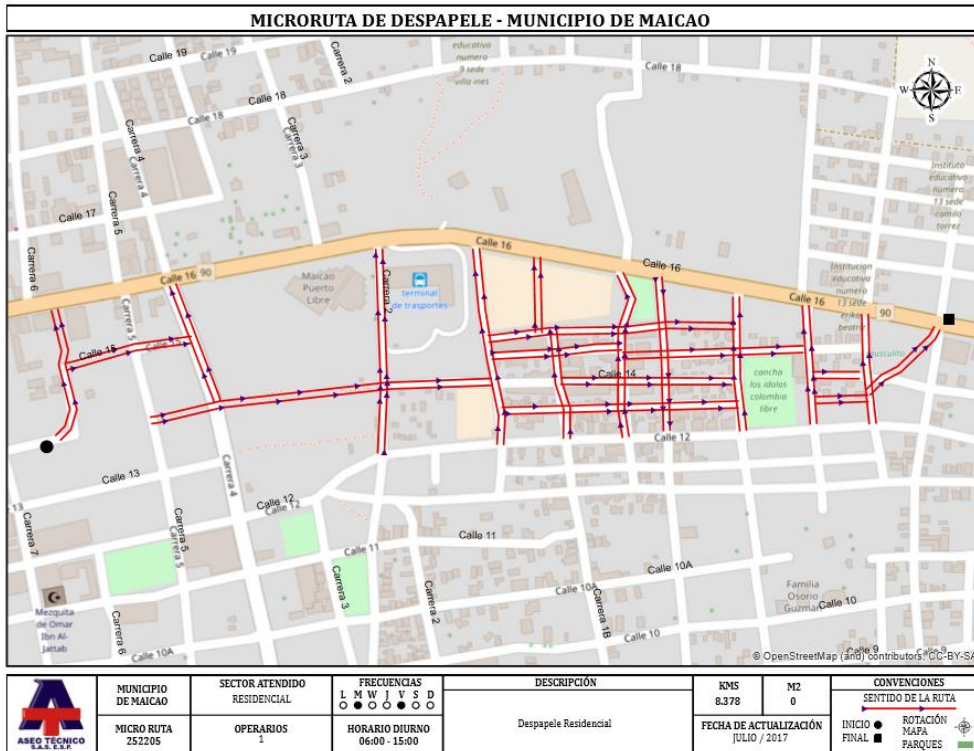 MICRORUTA DE DESPAPELE - MUNICIPIO DE MAICAO
Calle 19
Calle 19
Carrera 2
educativa
numero
9 sede
villa ines
Calle 18
N
W E
S
Calle 18
Calle 18
Carrera 4
Carrera 4
Carrera 3
Carrera 3
Instituto
educativa
numero
13 sede
camilo
torrez
Carrera 5
Calle 17
Carrera 6
Calle 16
Calle 16
Calle 16
Calle 16 90
Maicao
Puerto
Libre
Carrera 2
terminal
de trasportes
Institucion
educativa
numero
13 sede
erika
beatriz
Calle 16
90
Carrera 5
Calle 15
Calle 14
cancha
los idolos
colombia
libre
Calle 12
Calle 13
13
Carrera 4
Calle 12
Calle 12
Carrera 7
Carrera 5
Carrera 5
Calle 11
Calle 11
Calle 10A
Carrera 3
Carrera 2
Carrera 1B
Familia
Osorio
Guzman
Calle 10
Calle 10
Mezquita
de Omar
Ibn Al-
Jattab
Carrera 6
Calle 10A
Calle 9
Calle 9
© OpenStreetMap (and) contributors, CC-BY-SA
ASEO TÉCNICO
S.A.S. E.S.P.
MUNICIPIO
DE MAICAO
MICRO RUTA
252205
SECTOR ATENDIDO
RESIDENCIAL
OPERARIOS
1
FRECUENCIAS
L M W J V S D
HORARIO DIURNO
06:00 - 15:00
DESCRIPCIÓN
Despapele Residencial
KMS
8.378
M2
0
FECHA DE ACTUALIZACIÓN
JULIO / 2017
CONVENCIONES
SENTIDO DE LA RUTA
INICIO
FINAL
ROTACIÓN
MAPA
PARQUES